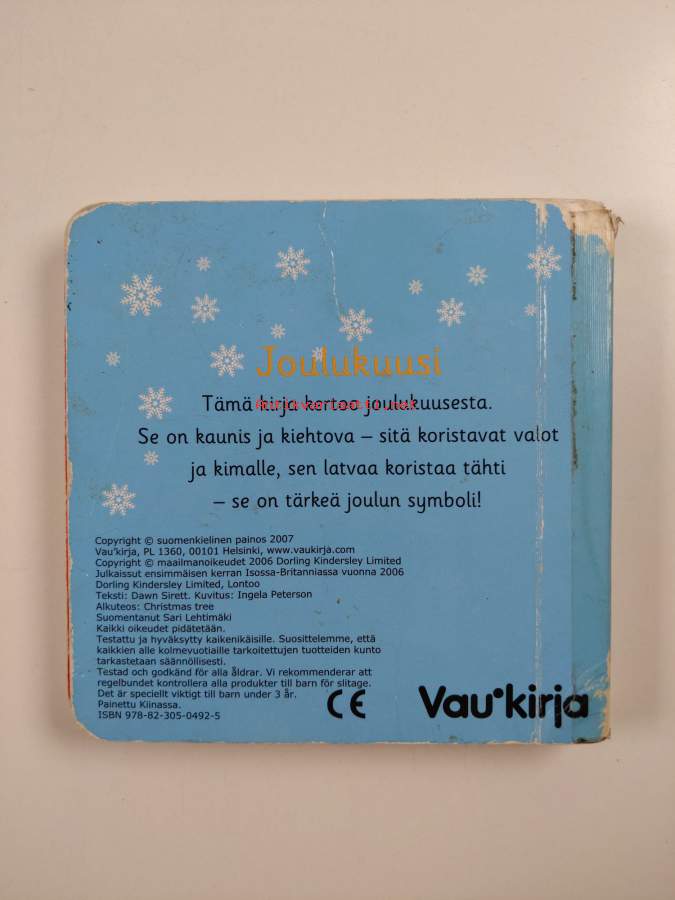 Joulukuusi
Tämä kirja kertoo joulukuusesta.
Se on kaunis ja kiehtova – sitä koristavat valot
ja kimalle, sen latvaa koristaa tähti
– se on tärkeä joulun symboli!
Copyright © suomenkielinen painos 2007
Vau'kirja, PL 1360, 00101 Helsinki, www.vaukirja.com
Copyright © maailmanoikeudet 2006 Dorling Kindersley Limited
Julkaissut ensimmäisen kerran Isossa-Britanniassa vuonna 2006
Dorling Kindersley Limited, Lontoo
Teksti: Dawn Sirett. Kuvitus: Ingela Peterson
Alkuteos: Christmas tree
Suomentanut Sari Lehtimäki
Kaikki oikeudet pidätetään.
Testattu ja hyväksytty kaikenikäisille. Suosittelemme, että
kaikkien alle kolmevuotiaille tarkoitettujen tuotteiden kunto
tarkastetaan säännöllisesti.
Testad och godkänd för alla åldrar. Vi rekommenderar att
regelbundet kontrollera alla produkter till barn för slitage.
Det är speciellt viktigt till barn under 3 år.
Painettu Kiinassa.
ISBN 978-82-305-0492-5
CE
Vau'kirja